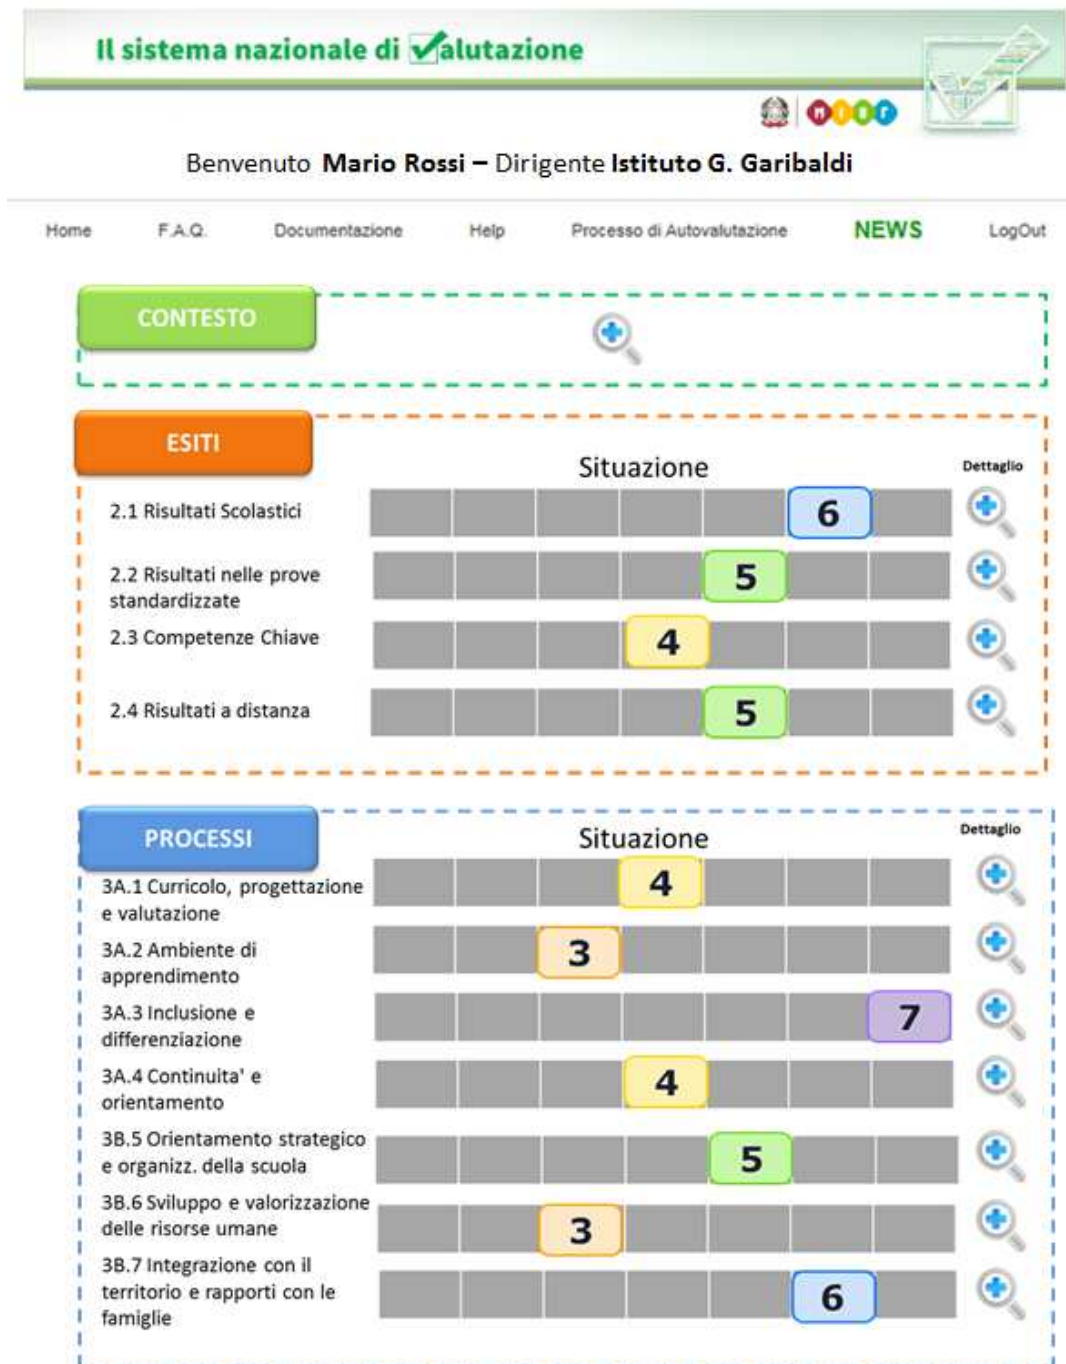 Il sistema nazionale di Valutazione
MIUR
Benvenuto Mario Rossi – Dirigente Istituto G. Garibaldi
Home F.A.Q. Documentazione Help Processo di Autovalutazione NEWS LogOut
CONTESTO
ESITI
Situazione Dettaglio
2.1 Risultati Scolastici 6
2.2 Risultati nelle prove
standardizzate 5
2.3 Competenze Chiave 4
2.4 Risultati a distanza 5
PROCESSI Situazione Dettaglio
3A.1 Curricolo, progettazione
e valutazione 4
3A.2 Ambiente di
apprendimento 3
3A.3 Inclusione e
differenziazione 7
3A.4 Continuita' e
orientamento 4
3B.5 Orientamento strategico
e organizz. della scuola 5
3B.6 Sviluppo e valorizzazione
delle risorse umane 3
3B.7 Integrazione con il
territorio e rapporti con le
famiglie 6